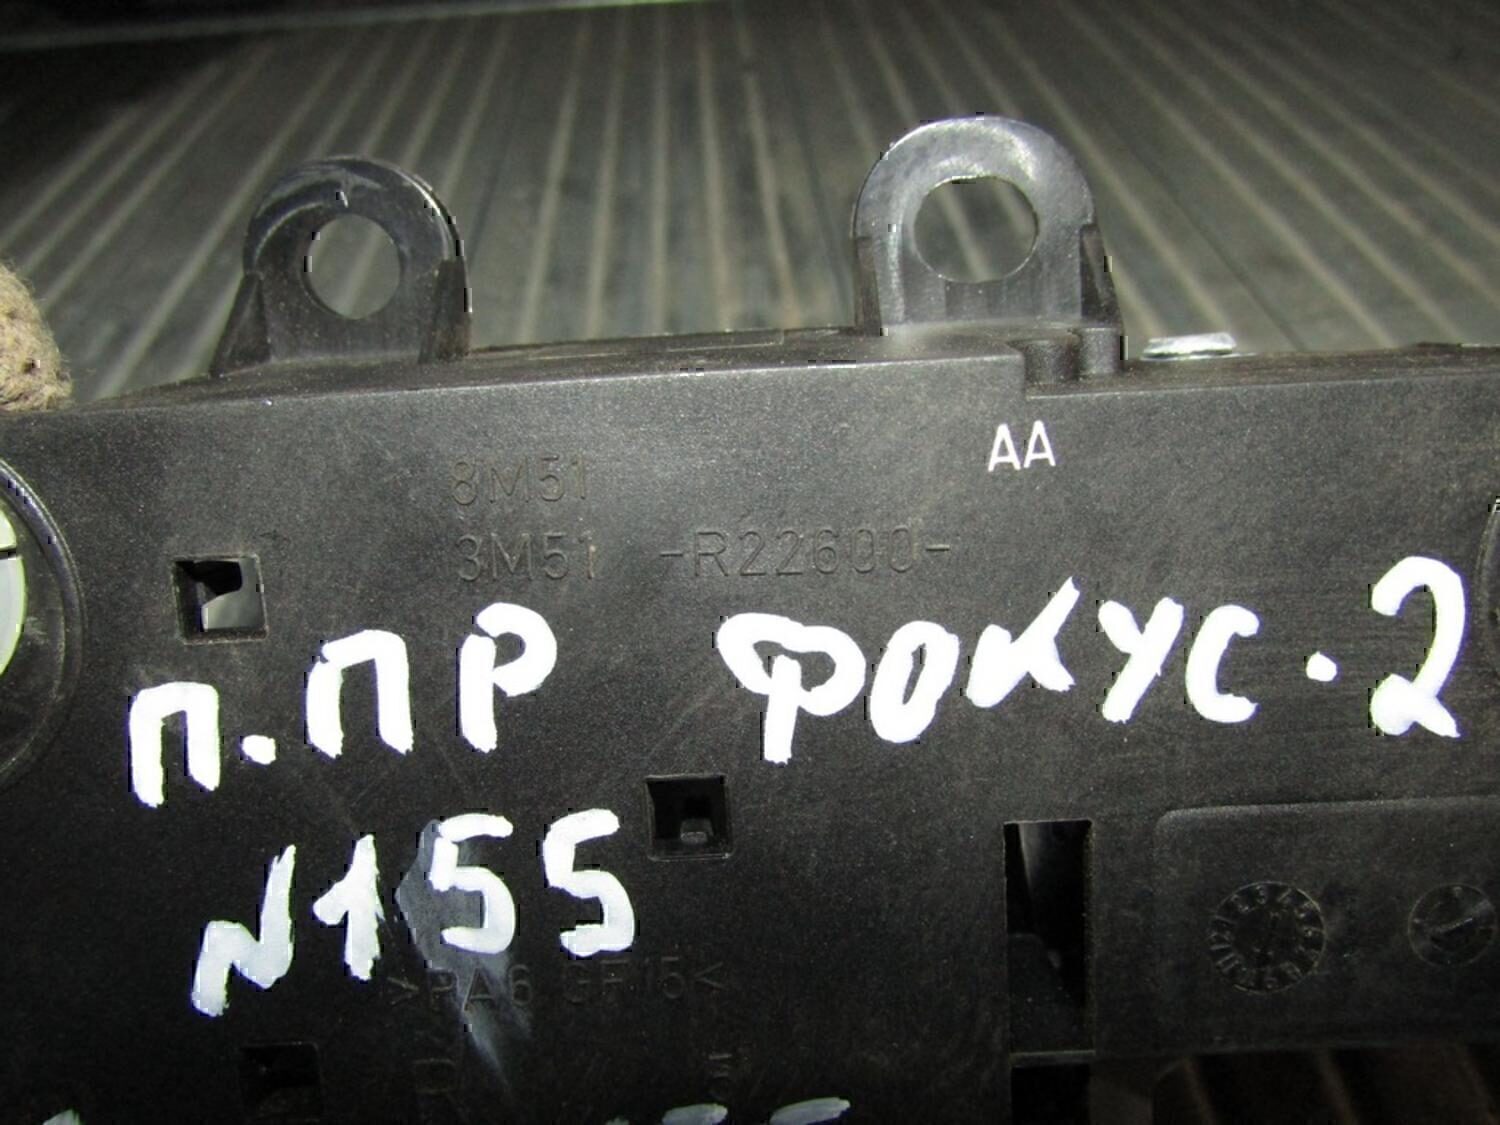 AA
8M51
3M51 -R22600-
П.ПР ФОКУС.2
N155
>PA6 GF15<